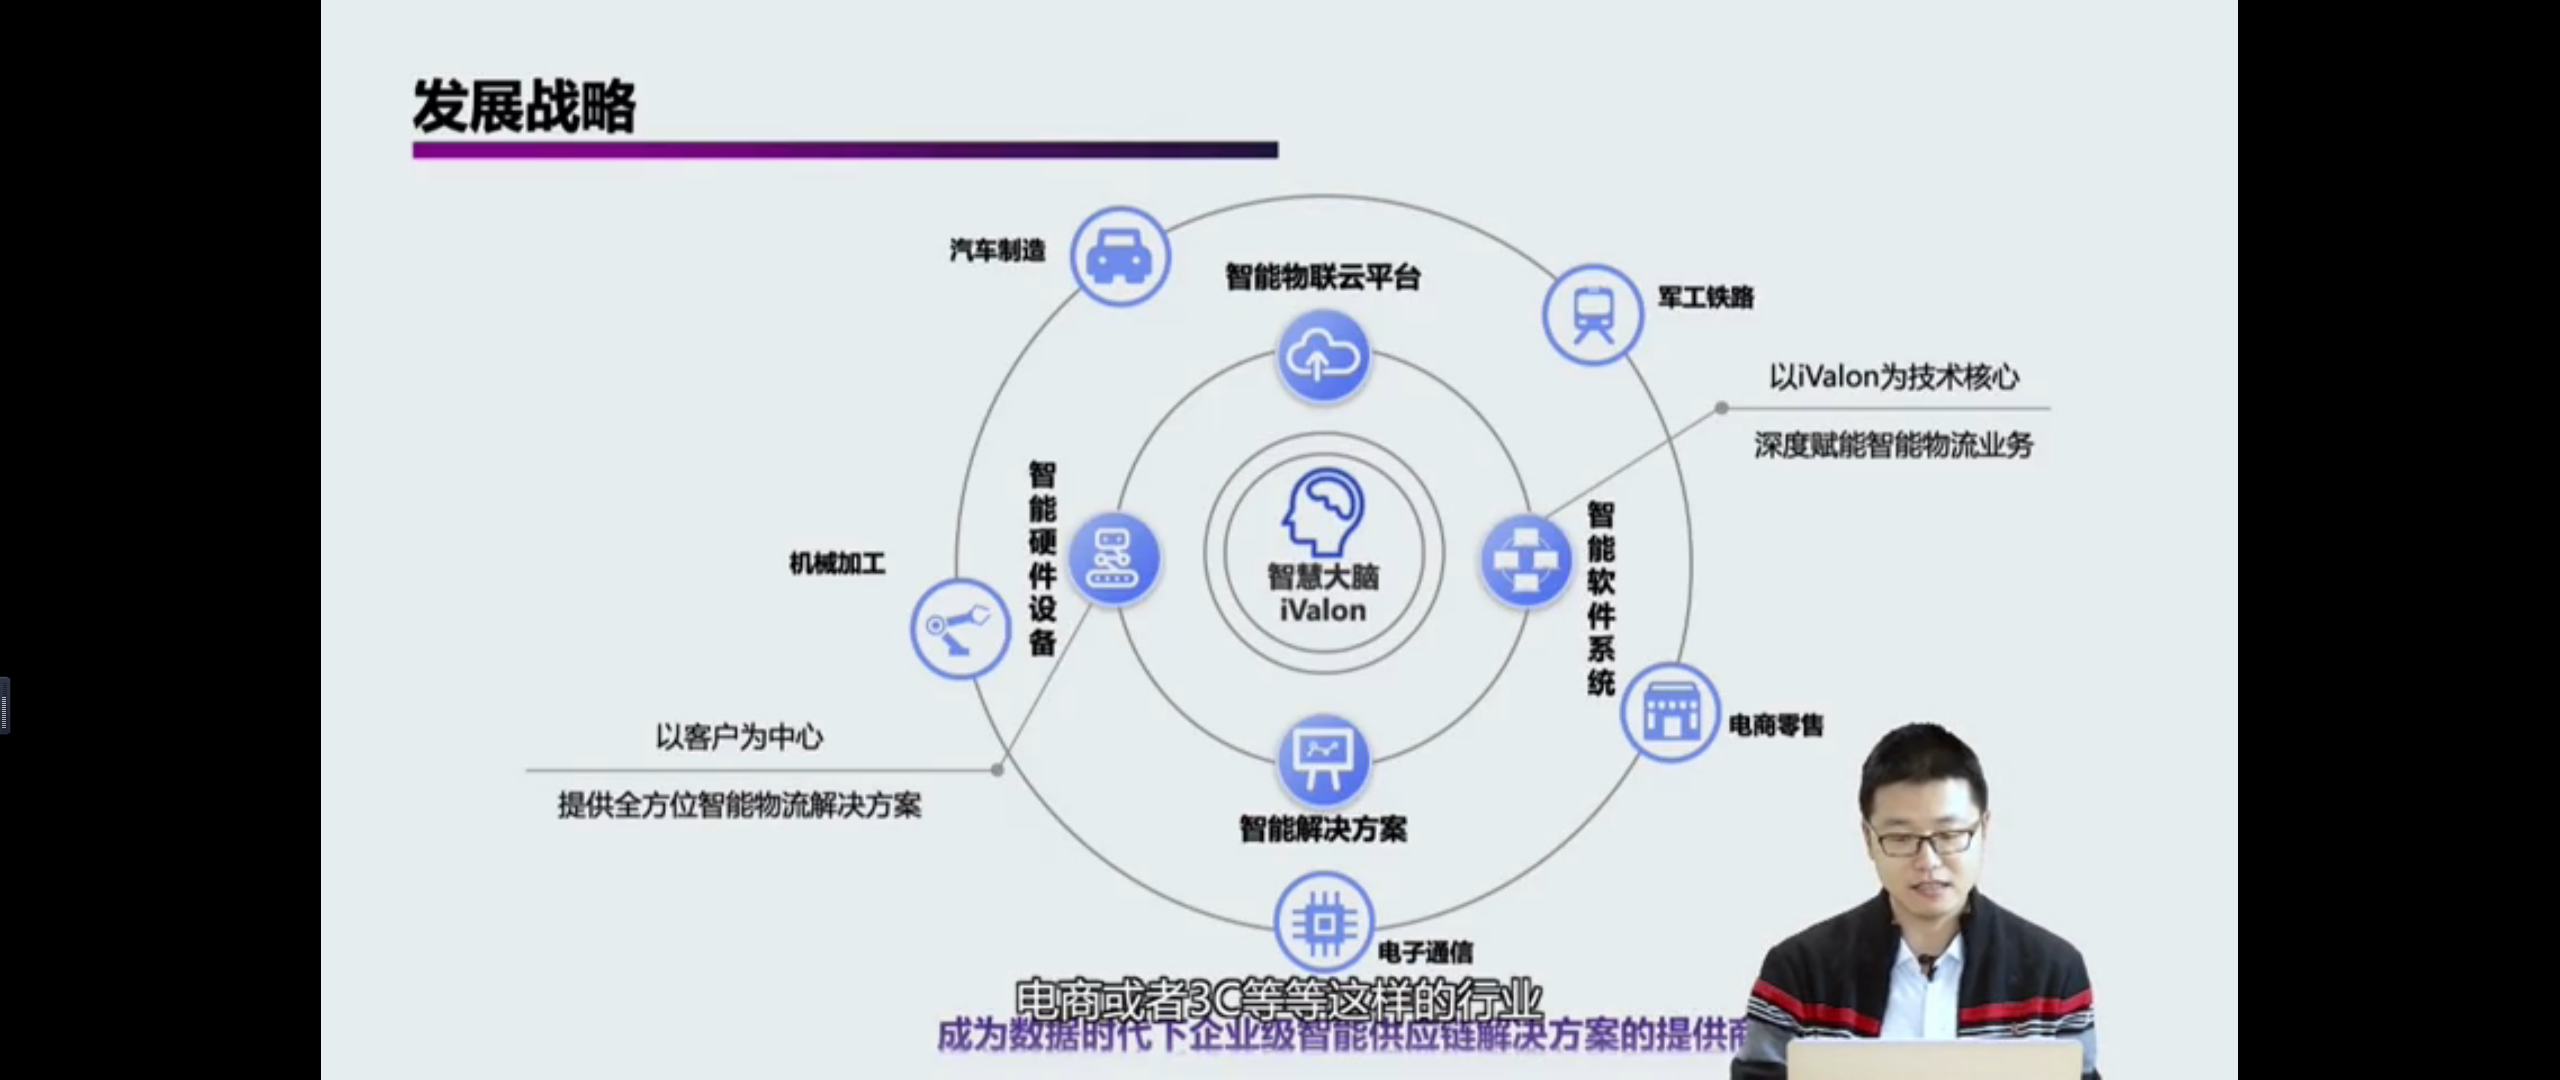 发展战略
汽车制造
智能物联云平台
军工铁路
以iValon为技术核心
深度赋能智能物流业务
智能硬件设备
智慧大脑
iValon
智能软件系统
机械加工
电商零售
以客户为中心
提供全方位智能物流解决方案
智能解决方案
电子通信
电商或者3C等等这样的行业
成为数据时代下企业级智能供应链解决方案的提供商